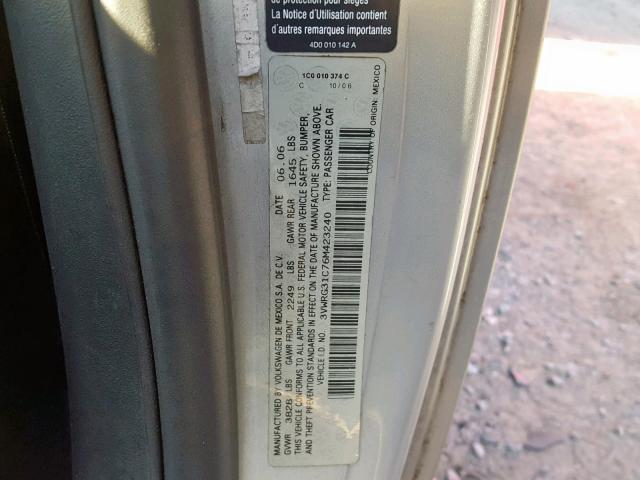 de protection pour sièges
La Notice d'Utilisation contient
d'autres remarques importantes
4D0 010 142 A
1C0 010 374 C
C 10/06
MANUFACTURED BY VOLKSWAGEN DE MEXICO S.A. DE C.V. DATE 06.06
GVWR 3828 LBS GAWR FRONT 2249 LBS GAWR REAR 1645 LBS
THIS VEHICLE CONFORMS TO ALL APPLICABLE U.S. FEDERAL MOTOR VEHICLE SAFETY, BUMPER,
AND THEFT PREVENTION STANDARDS IN EFFECT ON THE DATE OF MANUFACTURE SHOWN ABOVE.
VEHICLE I.D. NO. 3VWRG31C76M423240 TYPE: PASSENGER CAR
COUNTRY OF ORIGIN: MEXICO